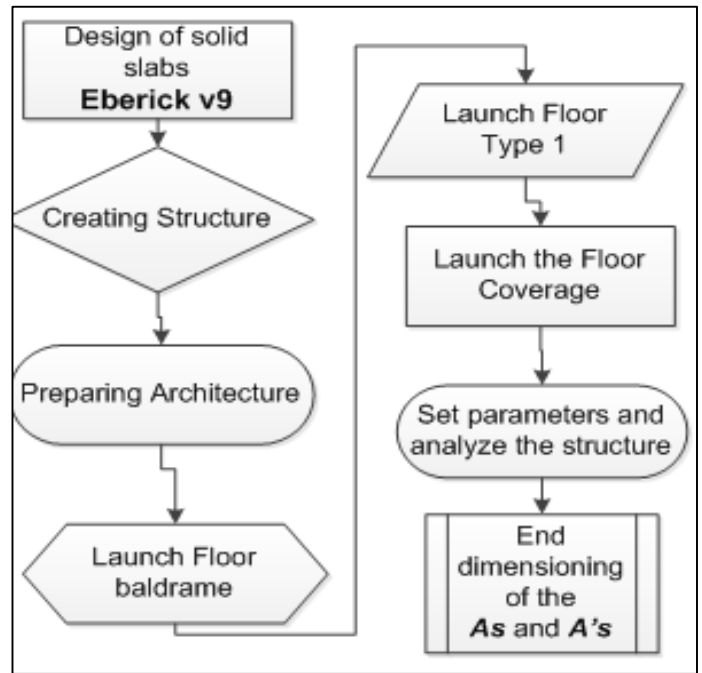 Design of solid
slabs
Eberick v9
Creating Structure
Preparing Architecture
Launch Floor
baldrame
Launch Floor
Type 1
Launch the Floor
Coverage
Set parameters and
analyze the structure
End
dimensioning
of the
As and A's